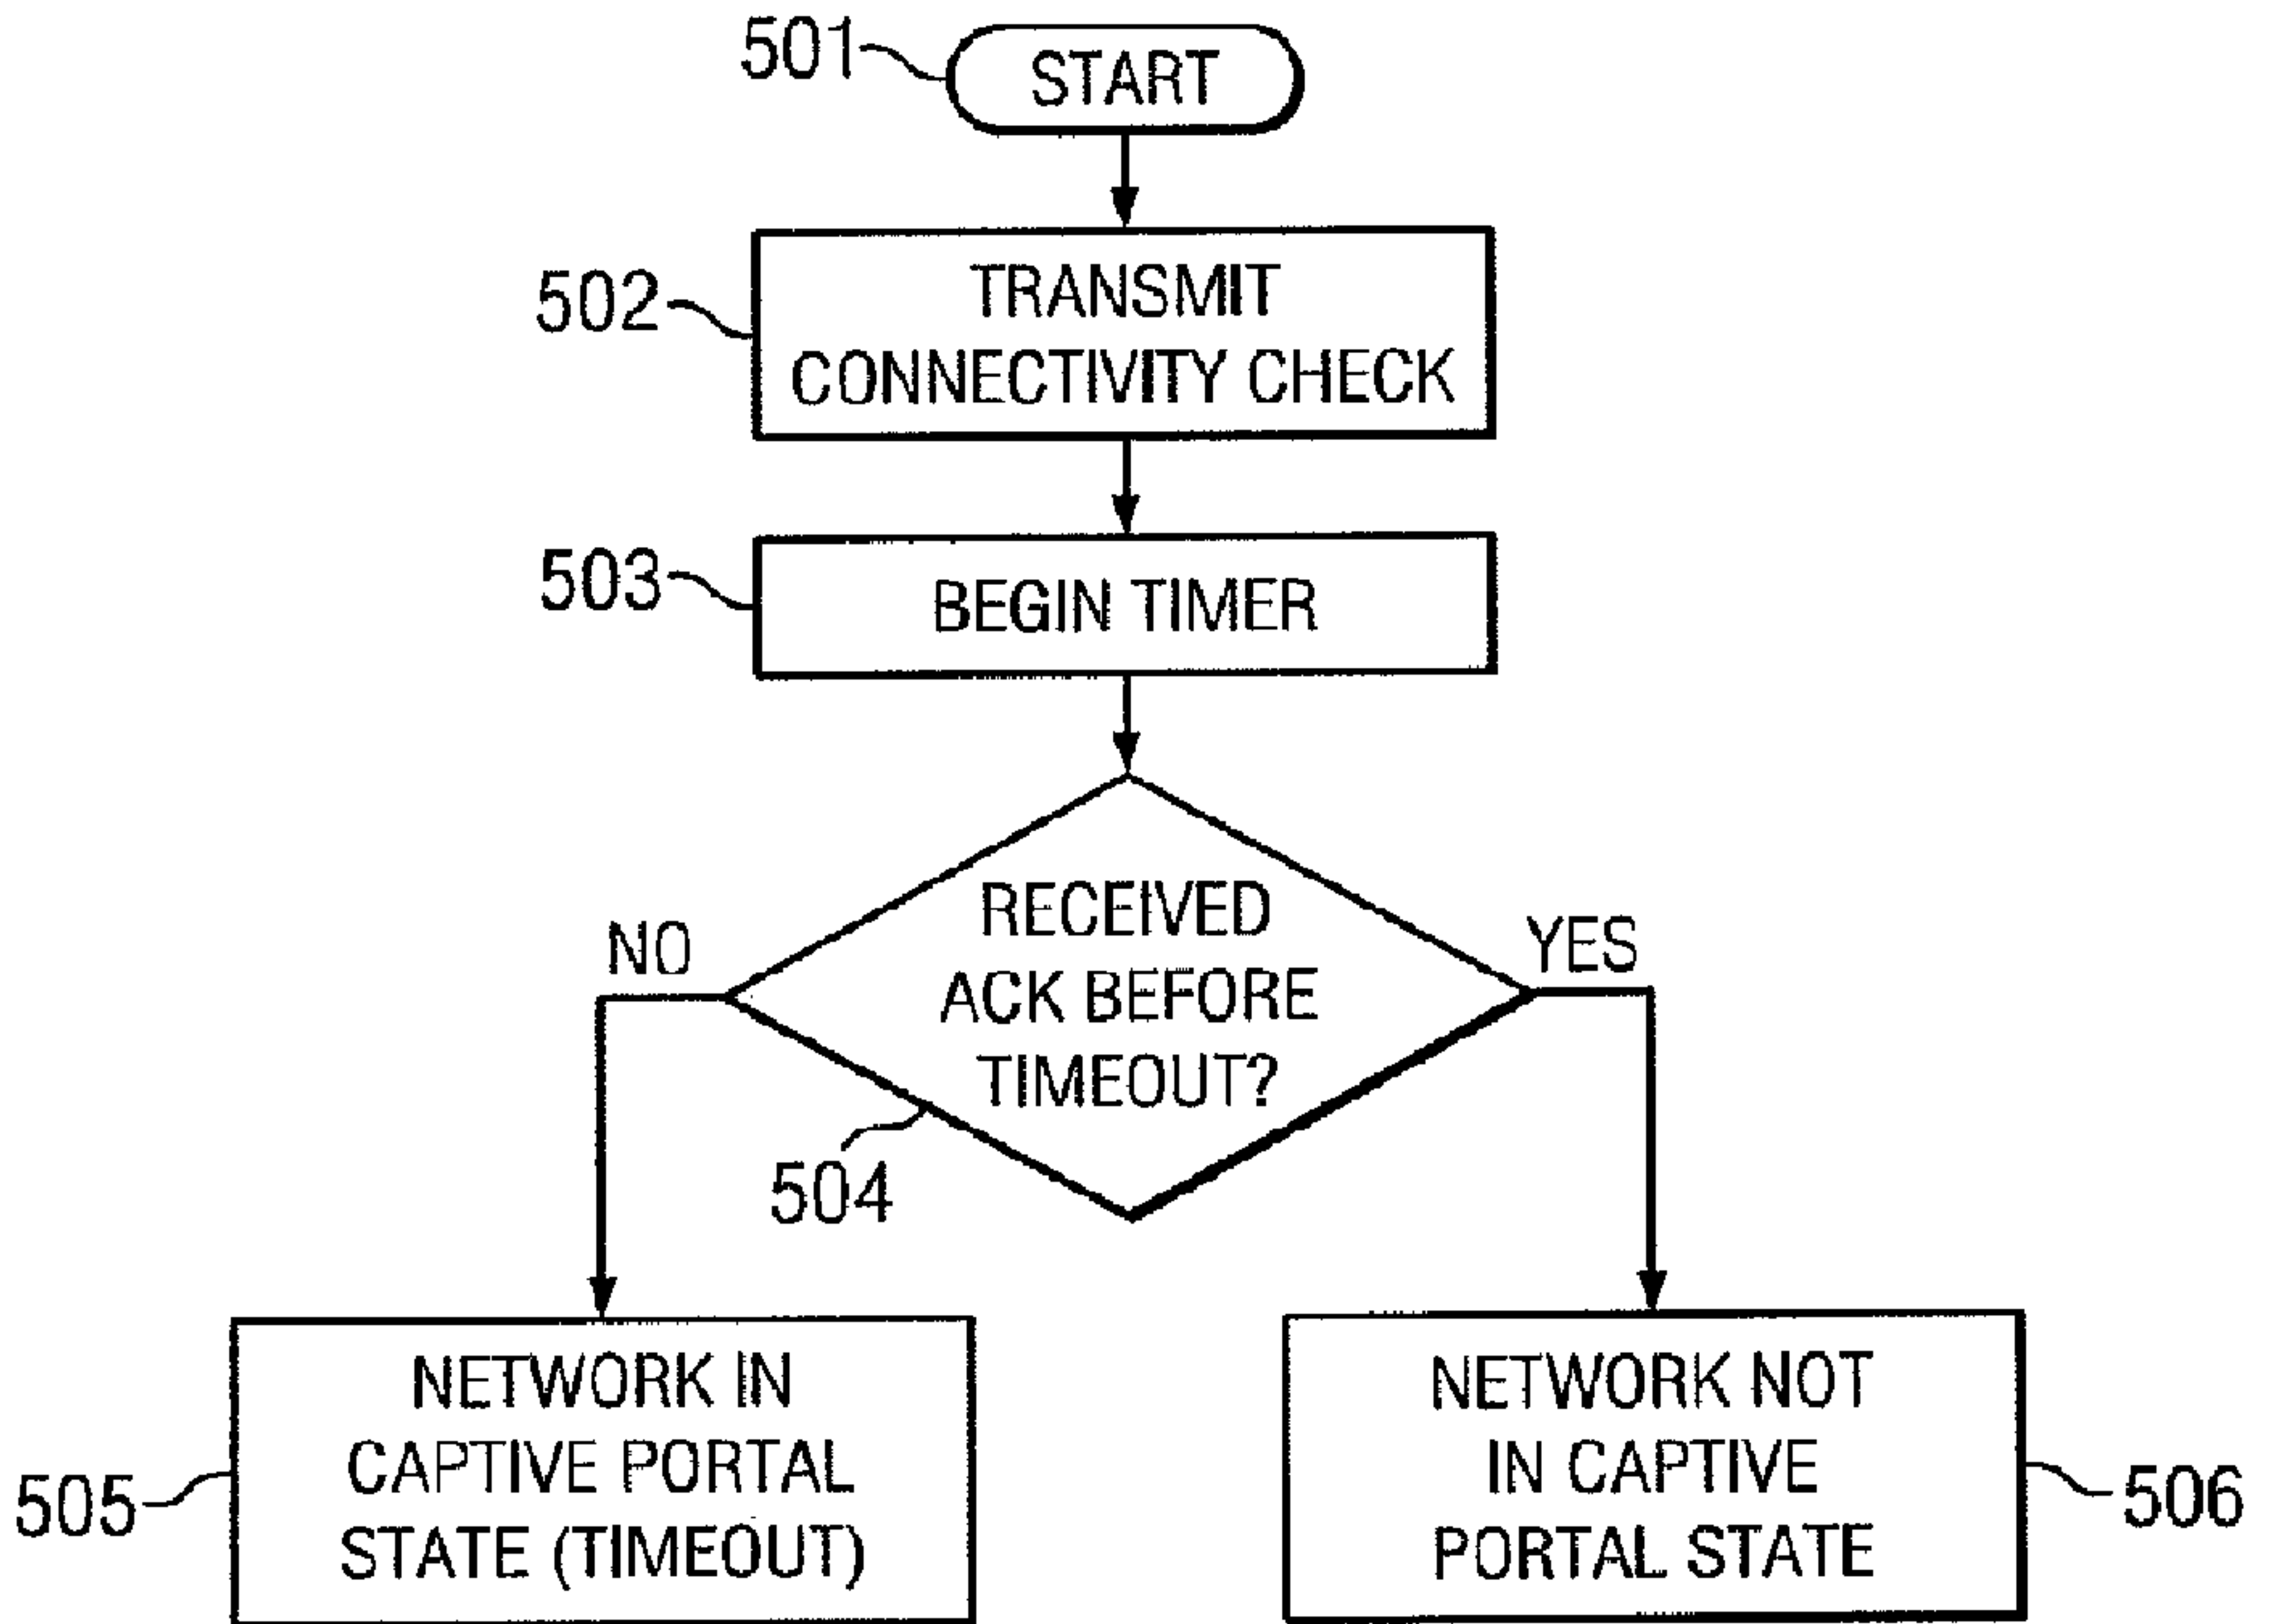 501
START
502
TRANSMIT
CONNECTIVITY CHECK
503
BEGIN TIMER
RECEIVED
ACK BEFORE
TIMEOUT?
NO
YES
504
NETWORK IN
CAPTIVE PORTAL
STATE (TIMEOUT)
505
NETWORK NOT
IN CAPTIVE
PORTAL STATE
506